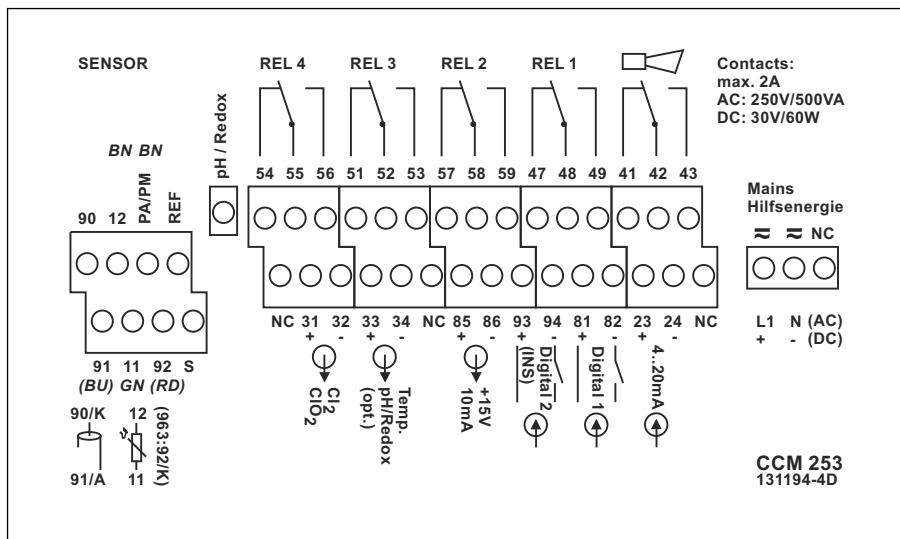 SENSOR
REL 4 REL 3 REL 2 REL 1
Contacts:
max. 2A
AC: 250V/500VA
DC: 30V/60W
BN BN
pH / Redox
90 12 PA/PM REF
54 55 56 51 52 53 57 58 59 47 48 49 41 42 43
Mains
Hilfsenergie
≂ ≂ NC
NC 31 32 33 34 NC 85 86 93 94 81 82 23 24 NC
+ - + - + - + - + - + -
L1 N (AC)
+ - (DC)
91 11 92 S
(BU) GN (RD)
Cl2
ClO2
Temp.
pH/Redox
(opt.)
+15V
10mA
Digital 2
(INS)
Digital 1
4..20mA
90/K 12
(963:92/K)
91/A 11
CCM 253
131194-4D